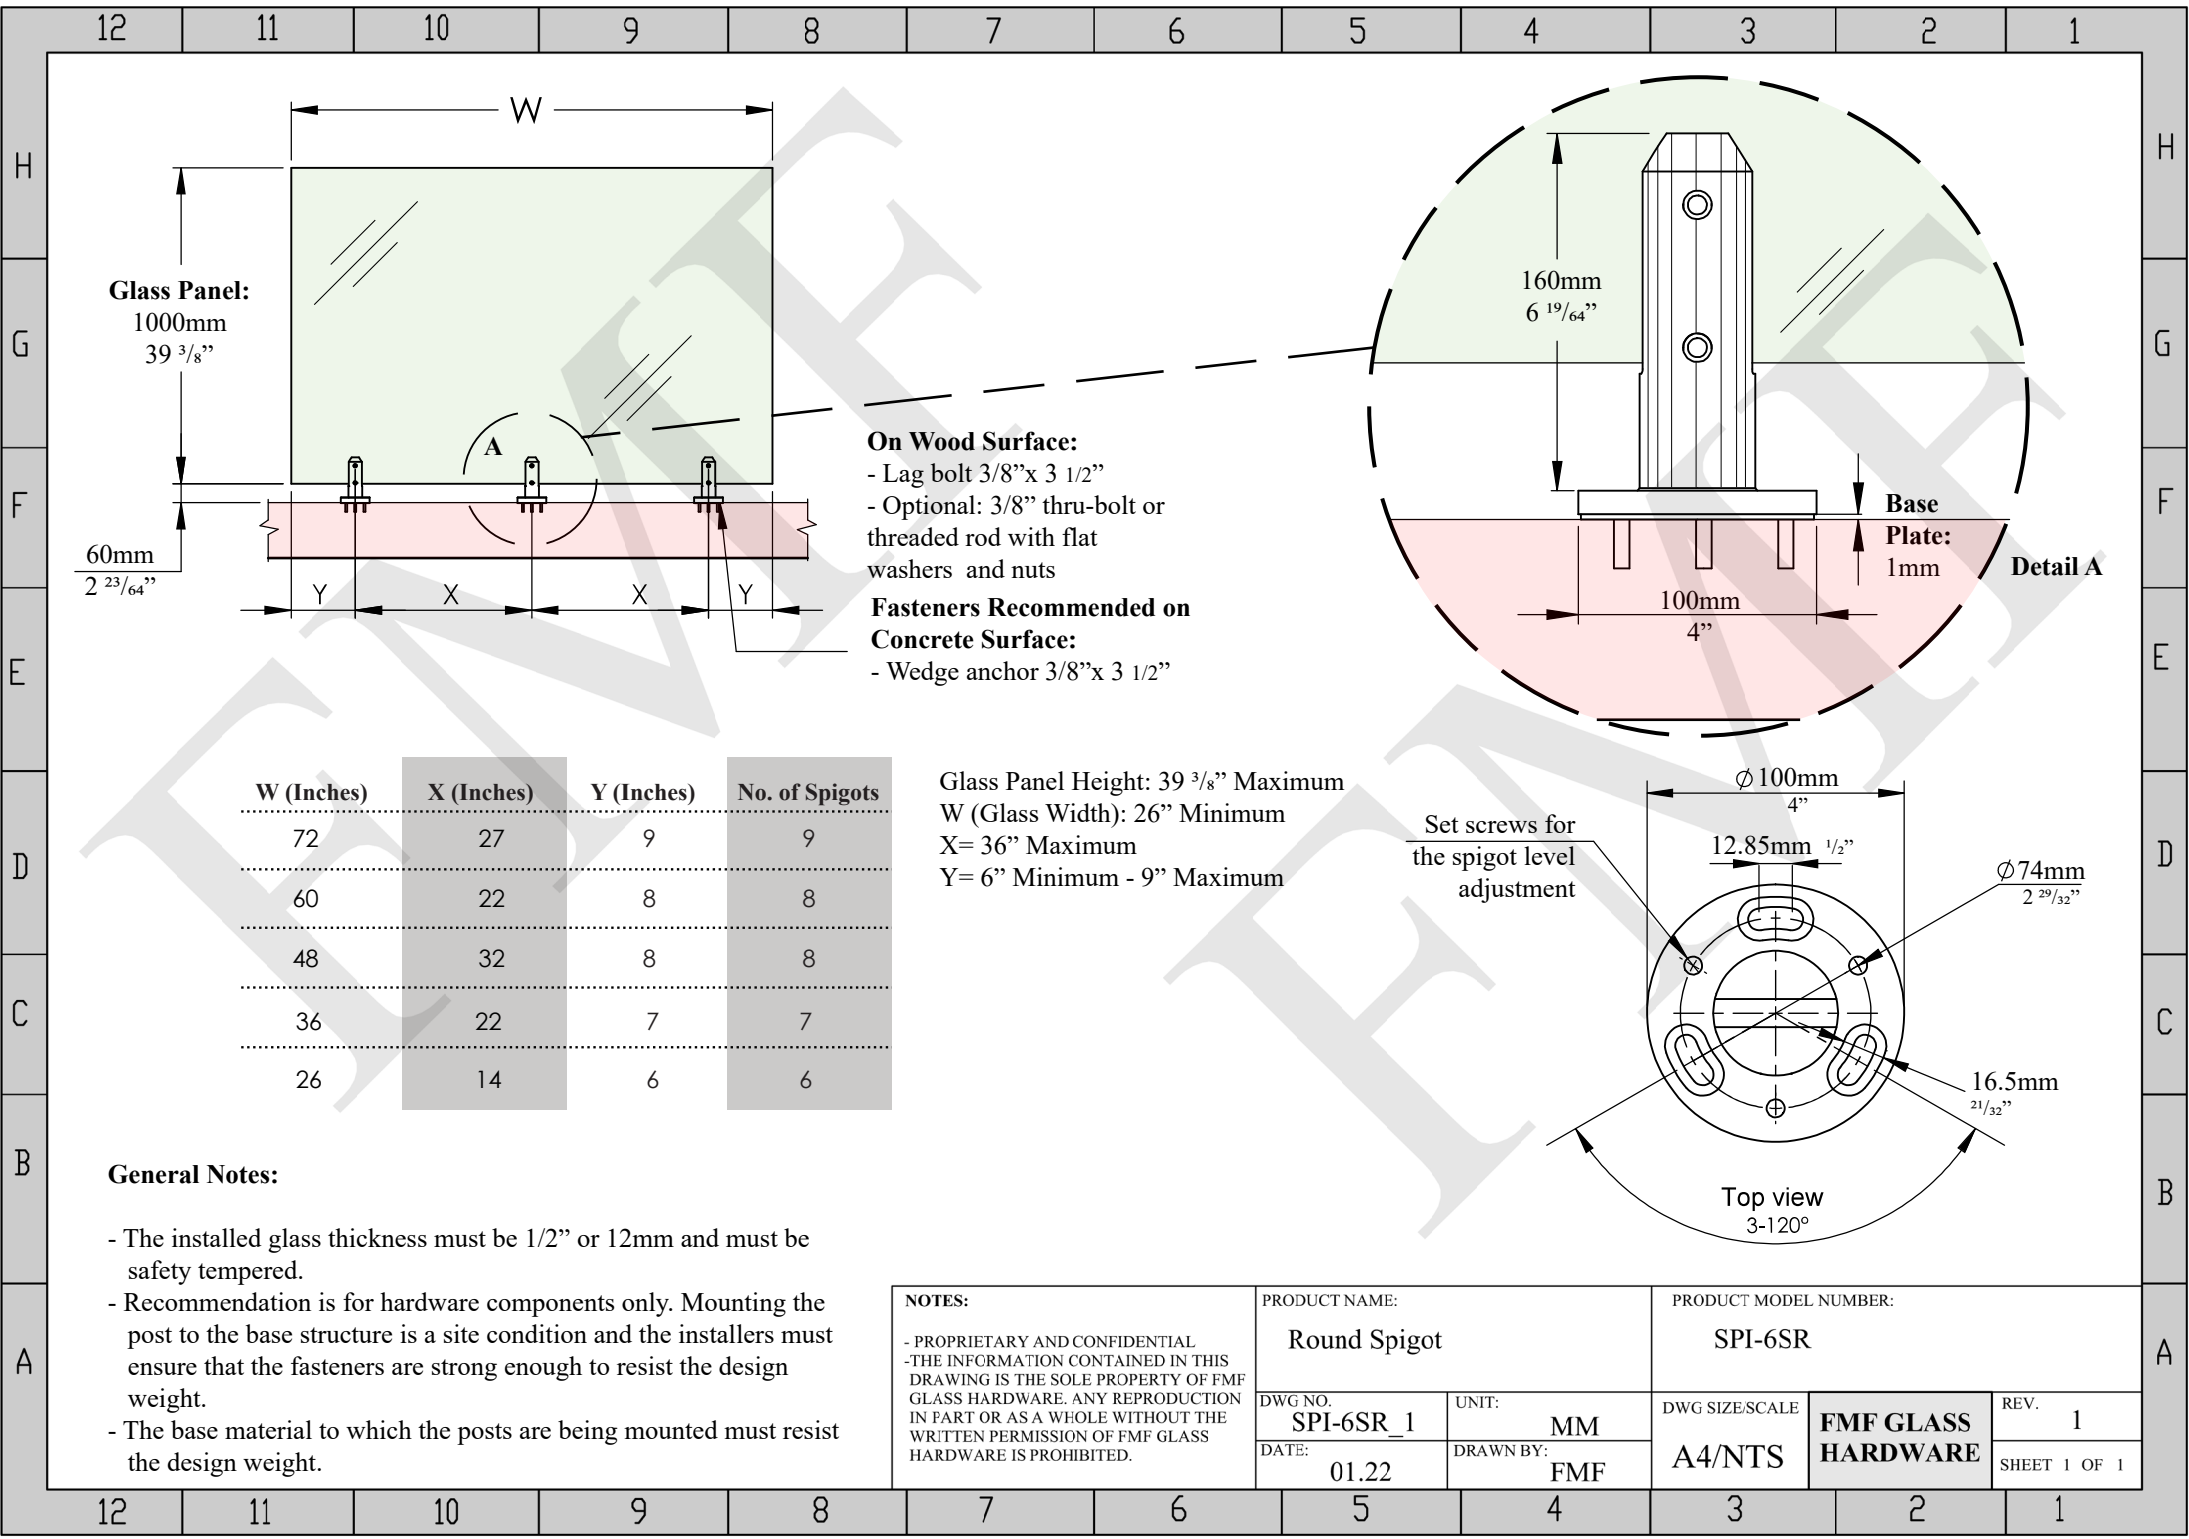 12 11 10 9 8 7 6 5 4 3 2 1
H
G
F
E
D
C
B
A
H
G
F
E
D
C
B
A
FMF
FMF
W
Glass Panel:
1000mm
39 3/8”
60mm
2 23/64”
A
Y X X Y
On Wood Surface:
- Lag bolt 3/8”x 3 1/2”
- Optional: 3/8” thru-bolt or
threaded rod with flat
washers and nuts
Fasteners Recommended on
Concrete Surface:
- Wedge anchor 3/8”x 3 1/2”
160mm
6 19/64”
Base
Plate:
1mm
Detail A
100mm
4”
W (Inches) X (Inches) Y (Inches) No. of Spigots
72 27 9 9
60 22 8 8
48 32 8 8
36 22 7 7
26 14 6 6
Glass Panel Height: 39 3/8” Maximum
W (Glass Width): 26” Minimum
X= 36” Maximum
Y= 6” Minimum - 9” Maximum
Set screws for
the spigot level
adjustment
∅100mm
4”
12.85mm 1/2”
∅74mm
2 29/32”
16.5mm
21/32”
Top view
3-120°
General Notes:
- The installed glass thickness must be 1/2” or 12mm and must be
safety tempered.
- Recommendation is for hardware components only. Mounting the
post to the base structure is a site condition and the installers must
ensure that the fasteners are strong enough to resist the design
weight.
- The base material to which the posts are being mounted must resist
the design weight.
NOTES:
- PROPRIETARY AND CONFIDENTIAL
-THE INFORMATION CONTAINED IN THIS
DRAWING IS THE SOLE PROPERTY OF FMF
GLASS HARDWARE. ANY REPRODUCTION
IN PART OR AS A WHOLE WITHOUT THE
WRITTEN PERMISSION OF FMF GLASS
HARDWARE IS PROHIBITED.
PRODUCT NAME:
Round Spigot
PRODUCT MODEL NUMBER:
SPI-6SR
DWG NO.
SPI-6SR_1
UNIT:
MM
DATE:
01.22
DRAWN BY:
FMF
DWG SIZE/SCALE
A4/NTS
FMF GLASS
HARDWARE
REV.
1
SHEET 1 OF 1
12 11 10 9 8 7 6 5 4 3 2 1